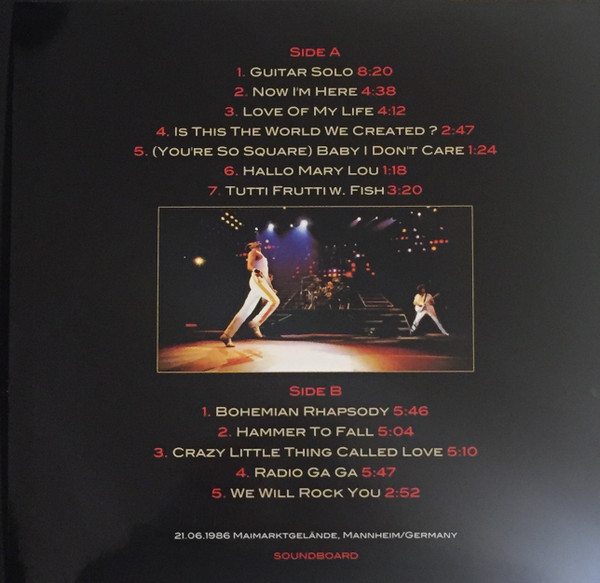 Side A
1. Guitar Solo 8:20
2. Now I'm Here 4:38
3. Love Of My Life 4:12
4. Is This The World We Created ? 2:47
5. (You're So Square) Baby I Don't Care 1:24
6. Hallo Mary Lou 1:18
7. Tutti Frutti w. Fish 3:20
Side B
1. Bohemian Rhapsody 5:46
2. Hammer To Fall 5:04
3. Crazy Little Thing Called Love 5:10
4. Radio Ga Ga 5:47
5. We Will Rock You 2:52
21.06.1986 Maimarktgelände, Mannheim/Germany
SOUNDBOARD